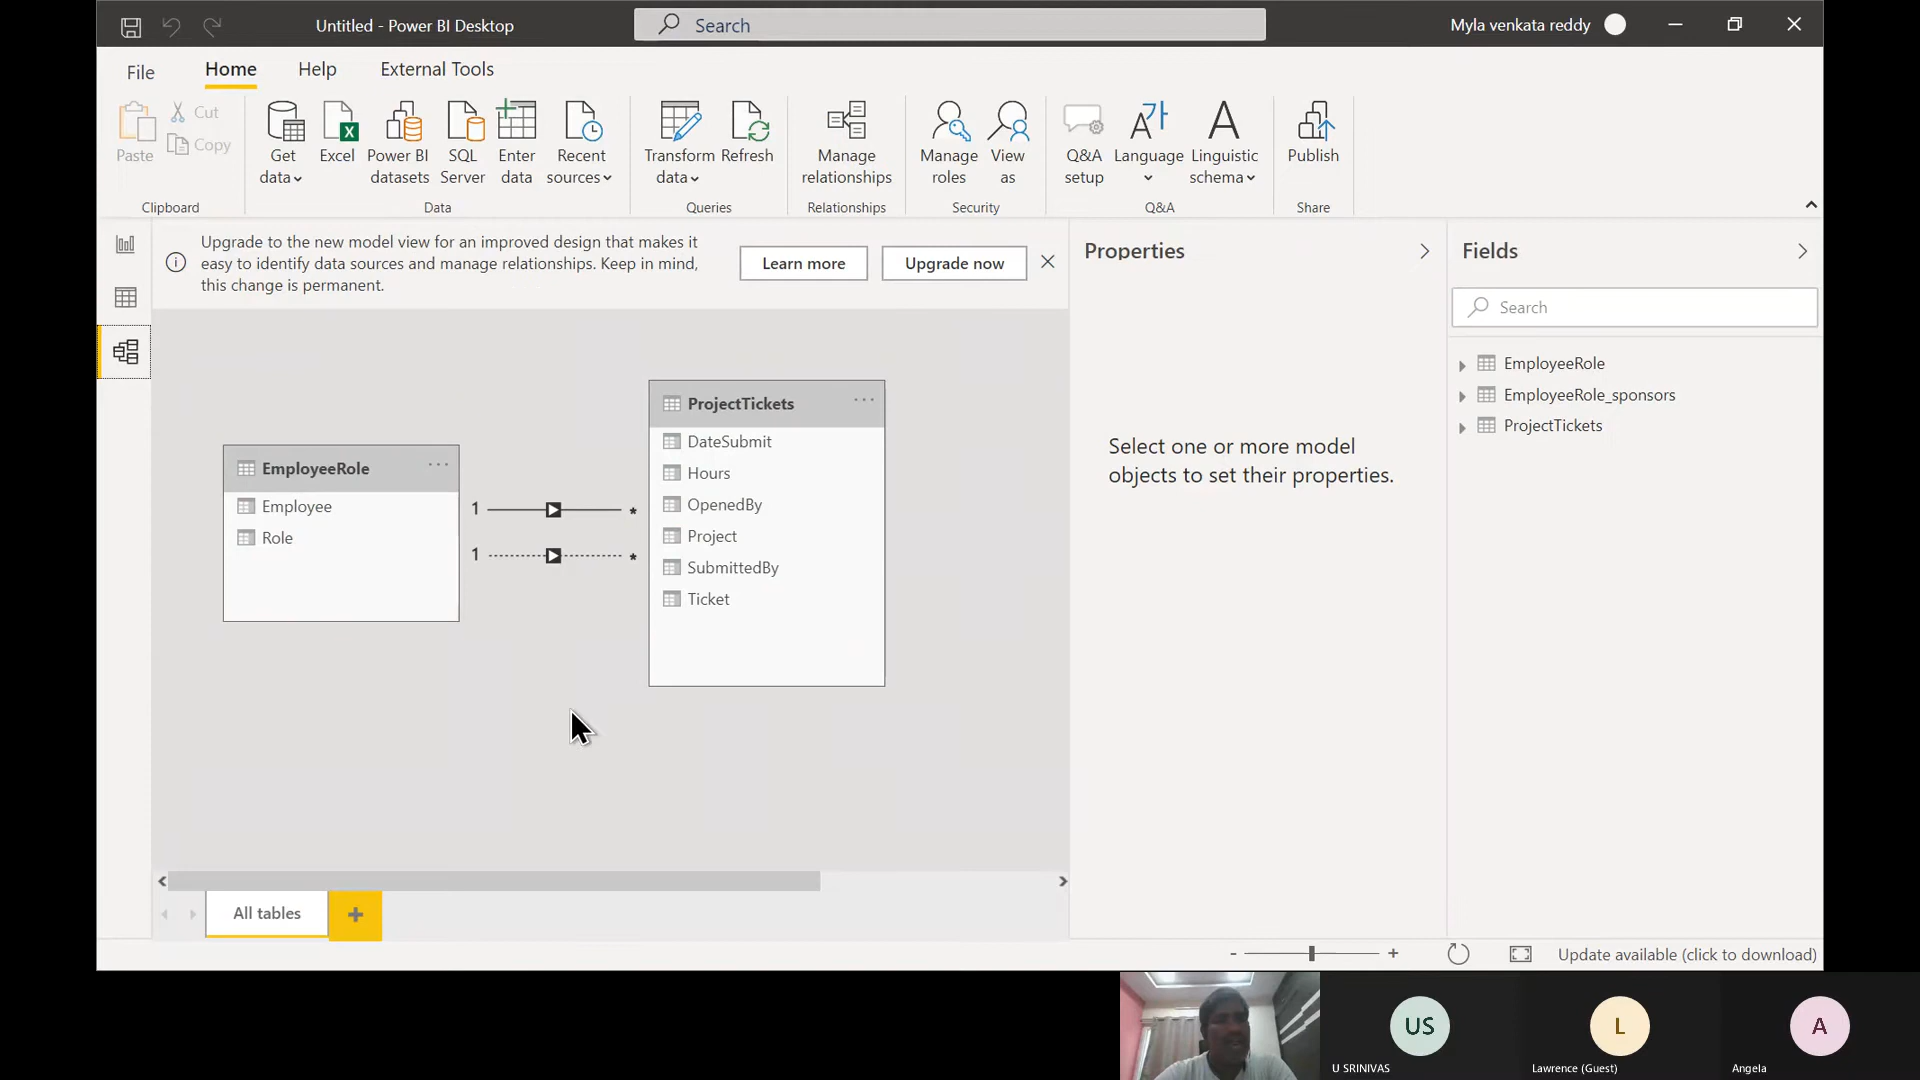 Untitled - Power BI Desktop
Search
Myla venkata reddy
File
Home
Help
External Tools
Paste
Cut
Copy
Clipboard
Get
data
Excel
Power BI
datasets
SQL
Server
Enter
data
Recent
sources
Data
Transform
data
Refresh
Queries
Manage
relationships
Relationships
Manage
roles
View
as
Security
Q&A
setup
Language
Linguistic
schema
Q&A
Publish
Share
Upgrade to the new model view for an improved design that makes it
easy to identify data sources and manage relationships. Keep in mind,
this change is permanent.
Learn more
Upgrade now
EmployeeRole
Employee
Role
1
*
1
*
ProjectTickets
DateSubmit
Hours
OpenedBy
Project
SubmittedBy
Ticket
All tables
Properties
Select one or more model
objects to set their properties.
Fields
Search
EmployeeRole
EmployeeRole_sponsors
ProjectTickets
- +
Update available (click to download)
US
U SRINIVAS
L
Lawrence (Guest)
A
Angela